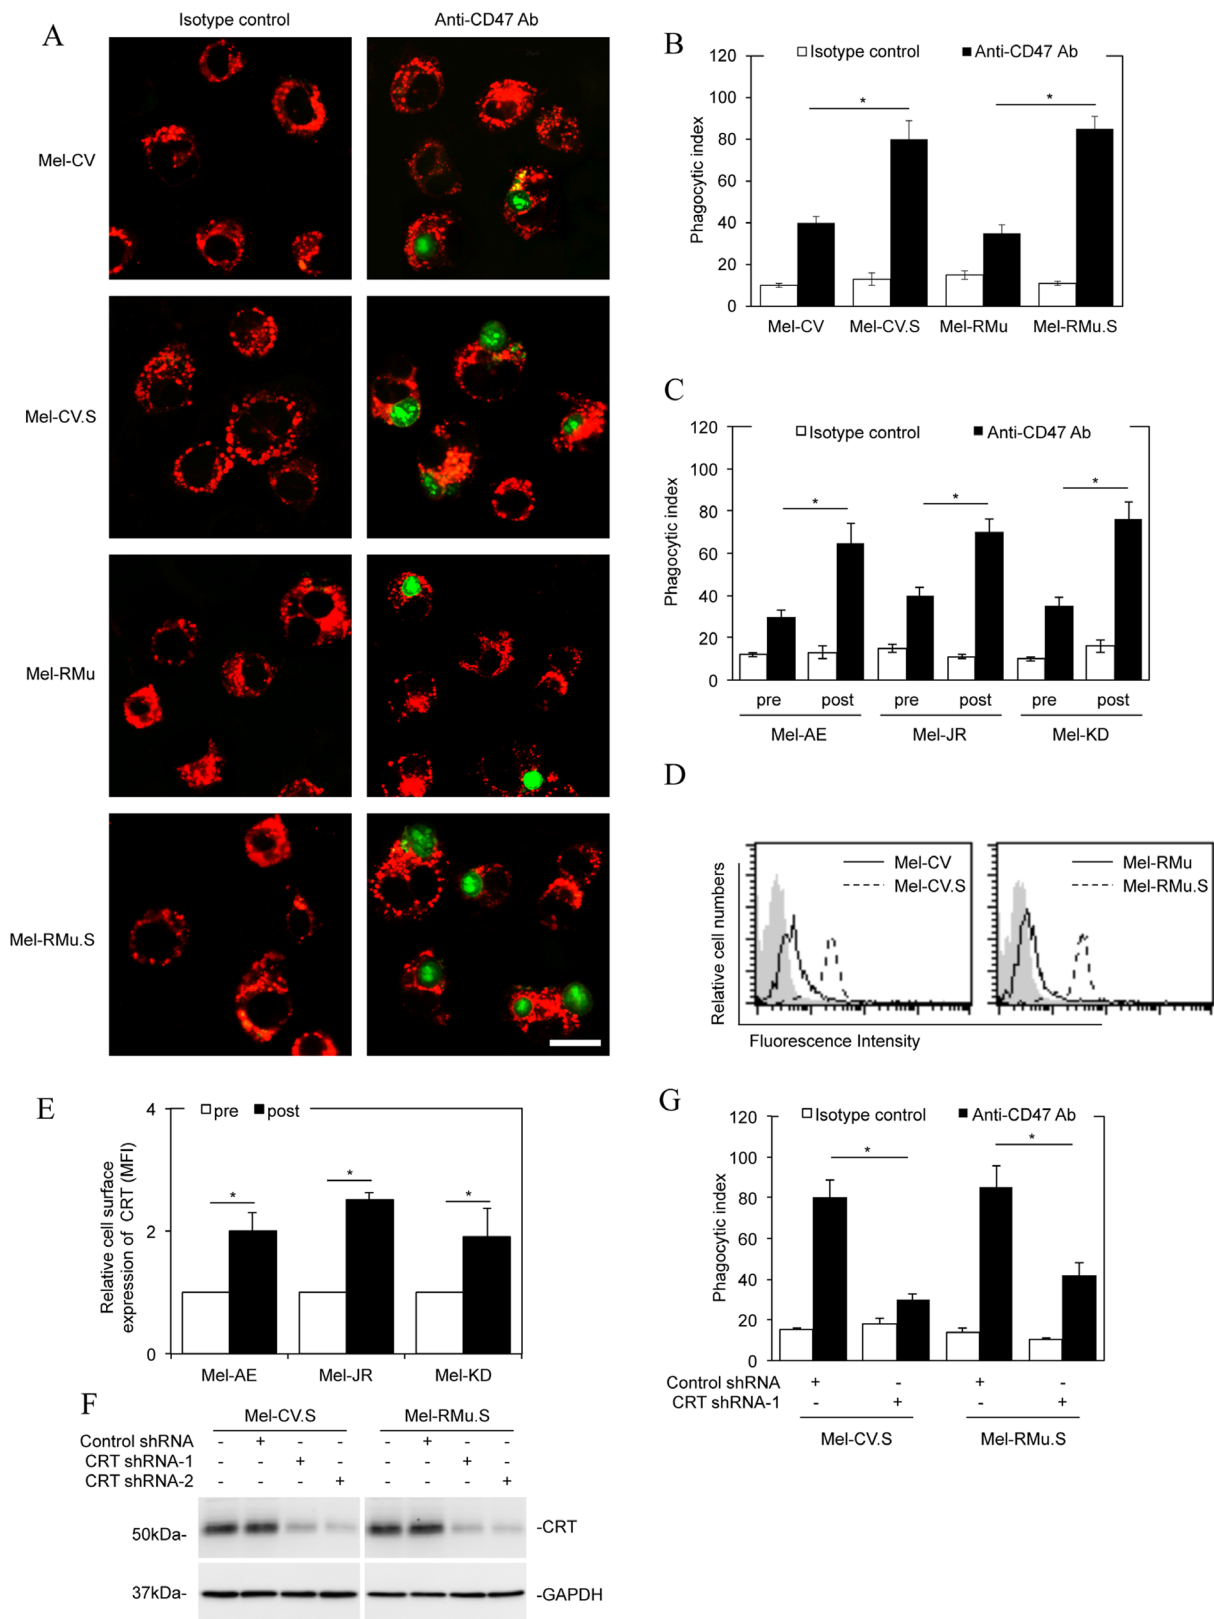 A
Isotype control
Anti-CD47 Ab
Mel-CV
Mel-CV.S
Mel-RMu
Mel-RMu.S
B
Isotype control
Anti-CD47 Ab
Phagocytic index
120
100
80
60
40
20
0
*
*
Mel-CV
Mel-CV.S
Mel-RMu
Mel-RMu.S
C
Isotype control
Anti-CD47 Ab
Phagocytic index
120
100
80
60
40
20
0
*
*
*
pre post pre post pre post
Mel-AE Mel-JR Mel-KD
D
Relative cell numbers
Mel-CV
Mel-CV.S
Mel-RMu
Mel-RMu.S
Fluorescence Intensity
E
pre post
Relative cell surface
expression of CRT (MFI)
4
2
0
*
*
*
Mel-AE Mel-JR Mel-KD
F
Mel-CV.S Mel-RMu.S
Control shRNA - + - - - + - -
CRT shRNA-1 - - + - - - + -
CRT shRNA-2 - - - + - - - +
50kDa- -CRT
37kDa- -GAPDH
G
Isotype control
Anti-CD47 Ab
Phagocytic index
120
100
80
60
40
20
0
*
*
Control shRNA + - + -
CRT shRNA-1 - + - +
Mel-CV.S Mel-RMu.S